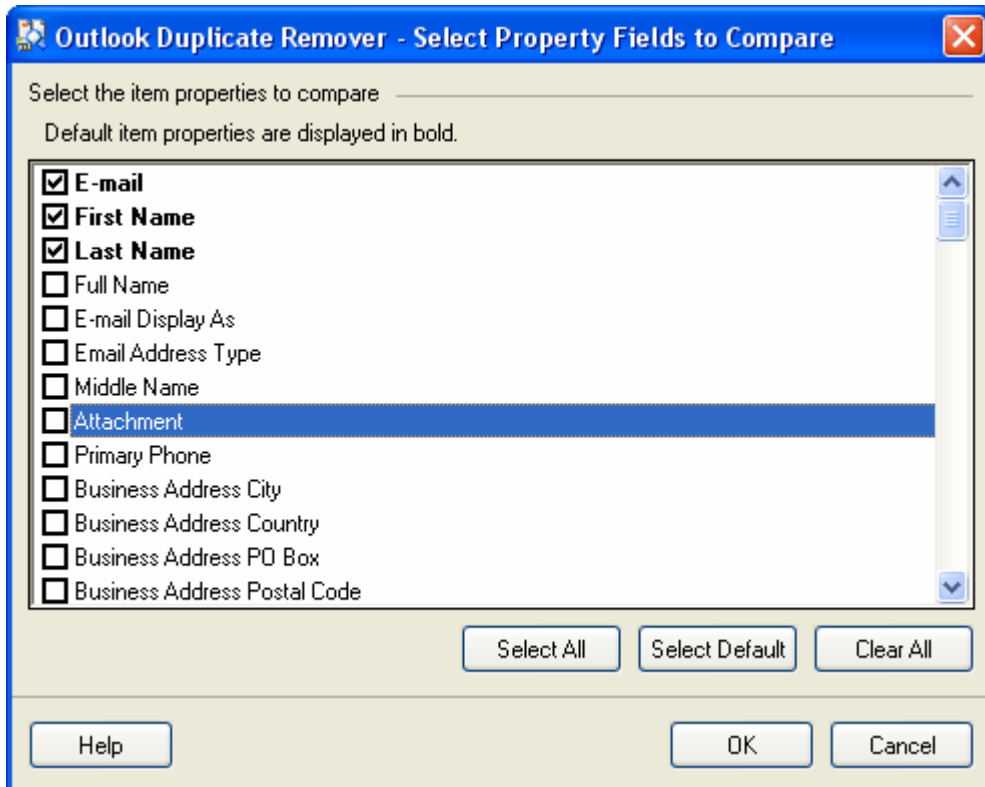 Outlook Duplicate Remover - Select Property Fields to Compare
Select the item properties to compare
Default item properties are displayed in bold.
E-mail
First Name
Last Name
Full Name
E-mail Display As
Email Address Type
Middle Name
Attachment
Primary Phone
Business Address City
Business Address Country
Business Address PO Box
Business Address Postal Code
Select All Select Default Clear All
Help OK Cancel